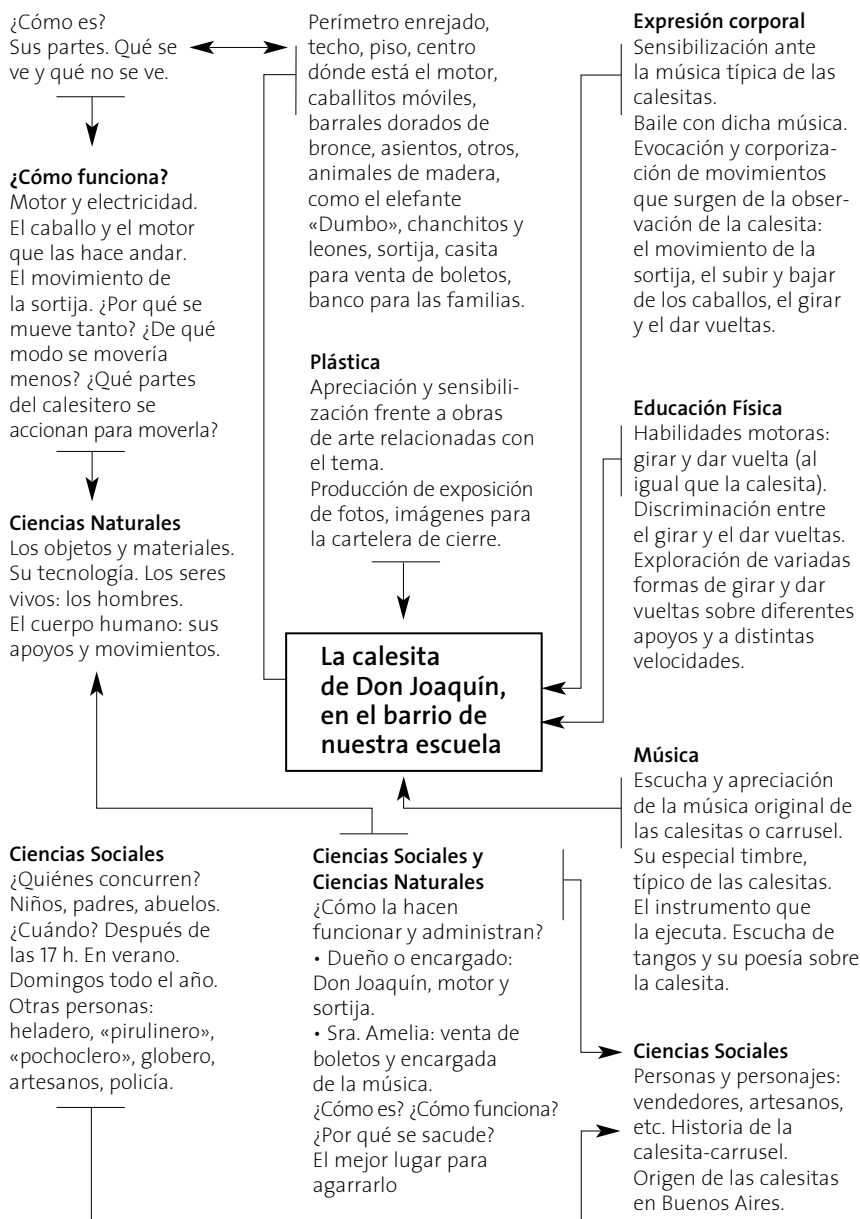 ¿Cómo es?
Sus partes. Qué se
ve y qué no se ve.
¿Cómo funciona?
Motor y electricidad.
El caballo y el motor
que las hace andar.
El movimiento de
la sortija. ¿Por qué se
mueve tanto? ¿De qué
modo se movería
menos? ¿Qué partes
del calesitero se
accionan para moverla?
Ciencias Naturales
Los objetos y materiales.
Su tecnología. Los seres
vivos: los hombres.
El cuerpo humano: sus
apoyos y movimientos.
Ciencias Sociales
¿Quiénes concurren?
Niños, padres, abuelos.
¿Cuándo? Después de
las 17 h. En verano.
Domingos todo el año.
Otras personas:
heladero, «pirulinero»,
«pochoclero», globero,
artesanos, policía.
Perímetro enrejado,
techo, piso, centro
dónde está el motor,
caballitos móviles,
barrales dorados de
bronce, asientos, otros,
animales de madera,
como el elefante
«Dumbo», chanchitos y
leones, sortija, casita
para venta de boletos,
banco para las familias.
Plástica
Apreciación y sensibili-
zación frente a obras
de arte relacionadas con
el tema.
Producción de exposición
de fotos, imágenes para
la cartelera de cierre.
La calesita
de Don Joaquín,
en el barrio de
nuestra escuela
Ciencias Sociales y
Ciencias Naturales
¿Cómo la hacen
funcionar y administran?
• Dueño o encargado:
Don Joaquín, motor y
sortija.
• Sra. Amelia: venta de
boletos y encargada
de la música.
¿Cómo es? ¿Cómo funciona?
¿Por qué se sacude?
El mejor lugar para
agarrarlo
Expresión corporal
Sensibilización ante
la música típica de las
calesitas.
Baile con dicha música.
Evocación y corporiza-
ción de movimientos
que surgen de la obser-
vación de la calesita:
el movimiento de la
sortija, el subir y bajar
de los caballos, el girar
y el dar vueltas.
Educación Física
Habilidades motoras:
girar y dar vuelta (al
igual que la calesita).
Discriminación entre
el girar y el dar vueltas.
Exploración de variadas
formas de girar y dar
vueltas sobre diferentes
apoyos y a distintas
velocidades.
Música
Escucha y apreciación
de la música original de
las calesitas o carrusel.
Su especial timbre,
típico de las calesitas.
El instrumento que
la ejecuta. Escucha de
tangos y su poesía sobre
la calesita.
Ciencias Sociales
Personas y personajes:
vendedores, artesanos,
etc. Historia de la
calesita-carrusel.
Origen de las calesitas
en Buenos Aires.